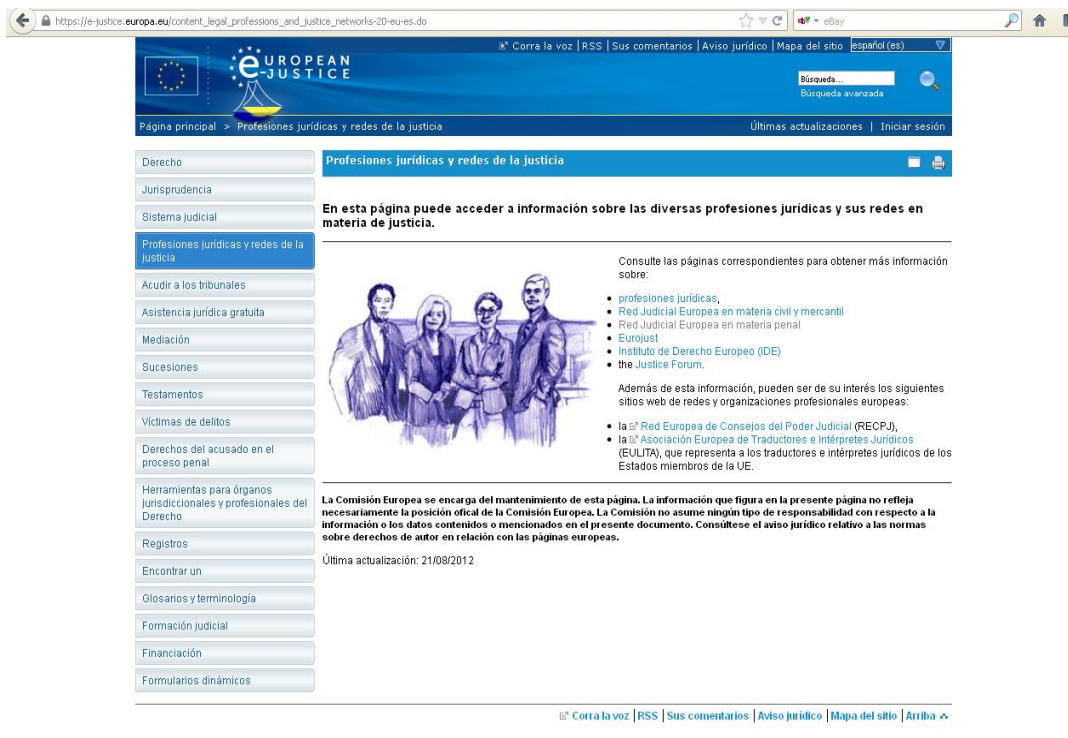 https://e-justice.europa.eu/content_legal_professions_and_justice_networks-20-eu-es.do
eBay
Corra la voz | RSS | Sus comentarios | Aviso jurídico | Mapa del sitio español (es)
EUROPEAN
e-JUSTICE
Búsqueda...
Búsqueda avanzada
Página principal > Profesiones jurídicas y redes de la justicia
Últimas actualizaciones | Iniciar sesión
Derecho
Jurisprudencia
Sistema judicial
Profesiones jurídicas y redes de la
justicia
Acudir a los tribunales
Asistencia jurídica gratuita
Mediación
Sucesiones
Testamentos
Víctimas de delitos
Derechos del acusado en el
proceso penal
Herramientas para órganos
jurisdiccionales y profesionales del
Derecho
Registros
Encontrar un
Glosarios y terminología
Formación judicial
Financiación
Formularios dinámicos
Profesiones jurídicas y redes de la justicia
En esta página puede acceder a información sobre las diversas profesiones jurídicas y sus redes en
materia de justicia.
Consulte las páginas correspondientes para obtener más información
sobre:
profesiones jurídicas,
Red Judicial Europea en materia civil y mercantil
Red Judicial Europea en materia penal
Eurojust
Instituto de Derecho Europeo (IDE)
the Justice Forum.
Además de esta información, pueden ser de su interés los siguientes
sitios web de redes y organizaciones profesionales europeas:
la Red Europea de Consejos del Poder Judicial (RECPJ),
la Asociación Europea de Traductores e Intérpretes Jurídicos
(EULITA), que representa a los traductores e intérpretes jurídicos de los
Estados miembros de la UE.
La Comisión Europea se encarga del mantenimiento de esta página. La información que figura en la presente página no refleja
necesariamente la posición ofical de la Comisión Europea. La Comisión no asume ningún tipo de responsabilidad con respecto a la
información o los datos contenidos o mencionados en el presente documento. Consúltese el aviso jurídico relativo a las normas
sobre derechos de autor en relación con las páginas europeas.
Última actualización: 21/08/2012
Corra la voz | RSS | Sus comentarios | Aviso jurídico | Mapa del sitio | Arriba